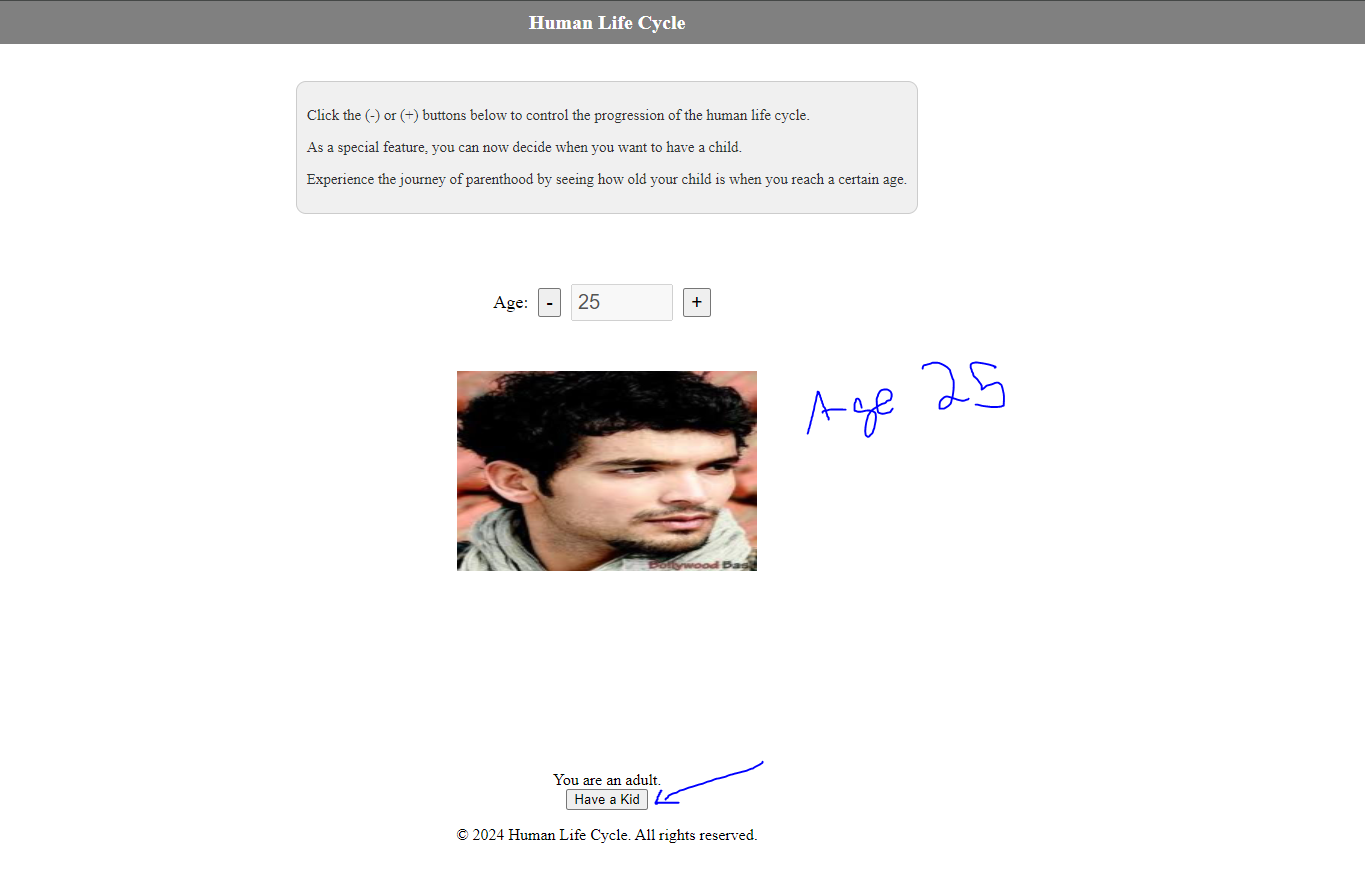 Human Life Cycle
Click the (-) or (+) buttons below to control the progression of the human life cycle.
As a special feature, you can now decide when you want to have a child.
Experience the journey of parenthood by seeing how old your child is when you reach a certain age.
Age: - 25 +
Age 25
Bollywood Bas
You are an adult.
Have a Kid
© 2024 Human Life Cycle. All rights reserved.